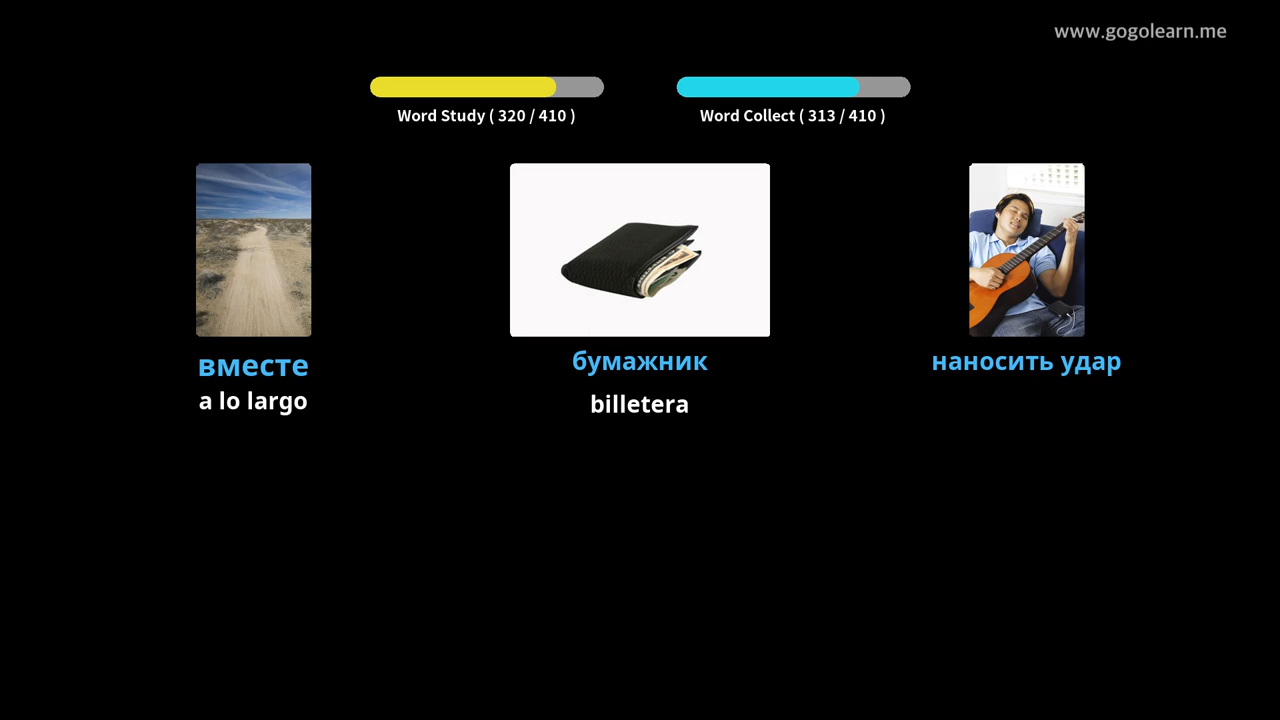 www.gogolearn.me
Word Study ( 320 / 410 )
Word Collect ( 313 / 410 )
вместе
a lo largo
бумажник
billetera
наносить удар